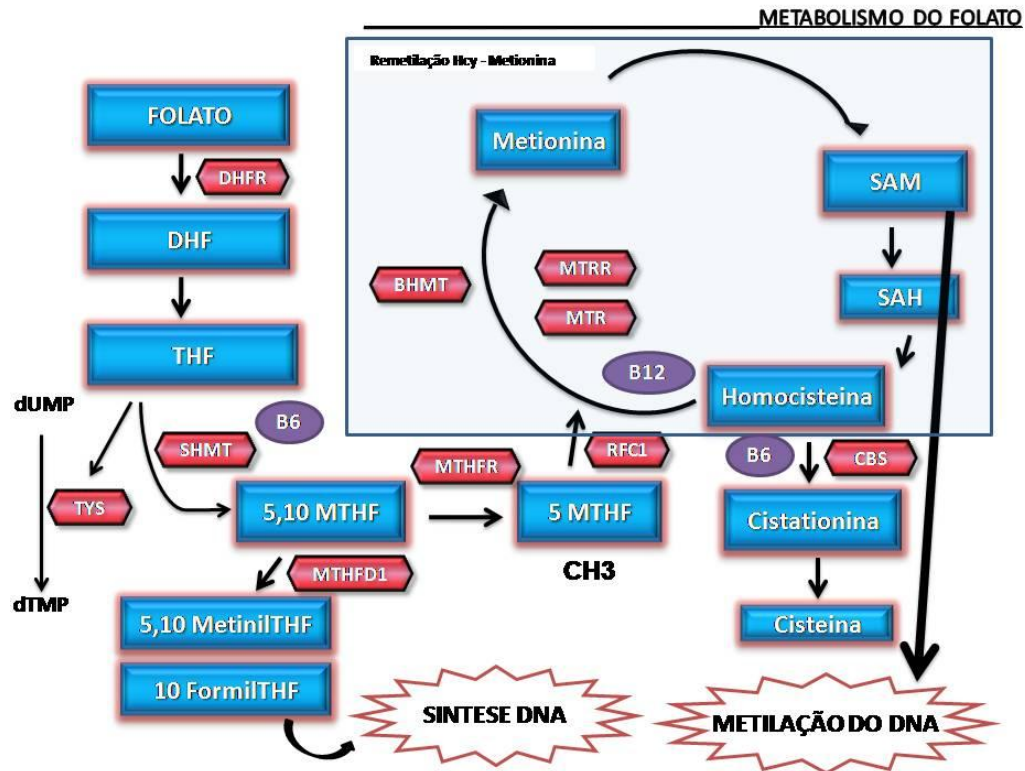 METABOLISMO DO FOLATO
Remetilação Hcy - Metionina
FOLATO
DHFR
DHF
THF
dUMP
TYS
dTMP
SHMT
B6
5,10 MTHF
MTHFR
5 MTHF
CH3
RFC1
MTHFD1
5,10 MetinilTHF
10 FormilTHF
SINTESE DNA
Metionina
BHMT
MTRR
MTR
B12
SAM
SAH
Homocisteina
B6
CBS
Cistationina
Cisteina
METILAÇÃO DO DNA